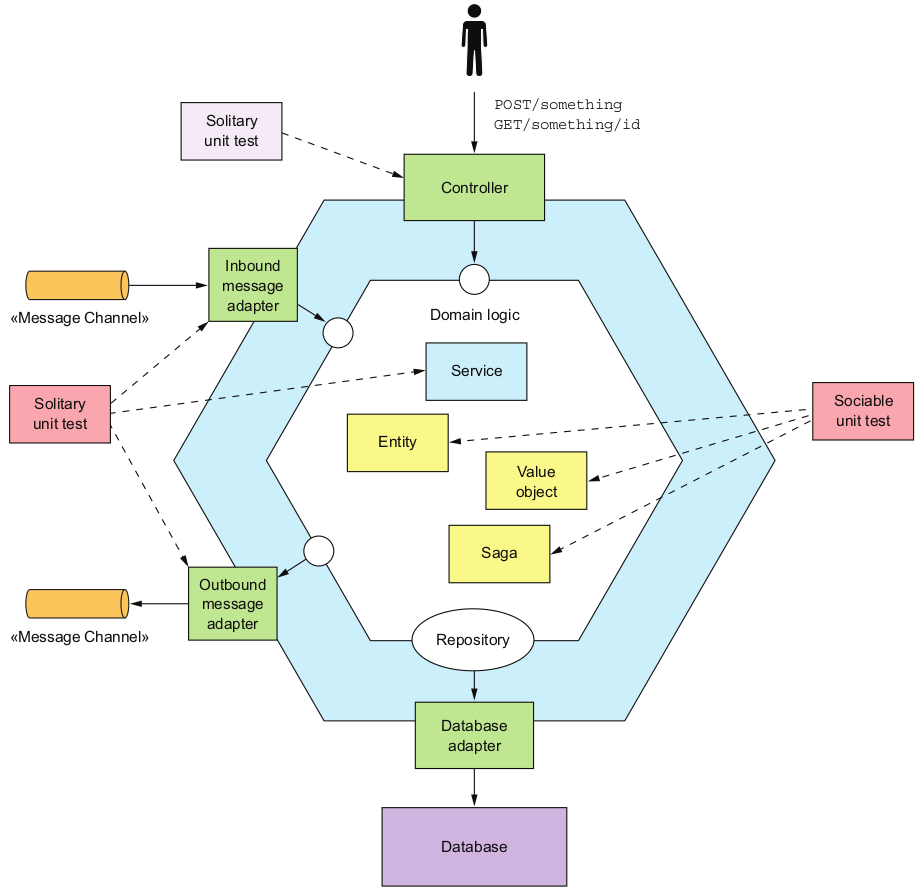 POST/something
GET/something/id
Solitary
unit test
Controller
Inbound
message
adapter
«Message Channel»
Domain logic
Service
Solitary
unit test
Sociable
unit test
Entity
Value
object
Saga
Outbound
message
adapter
«Message Channel»
Repository
Database
adapter
Database